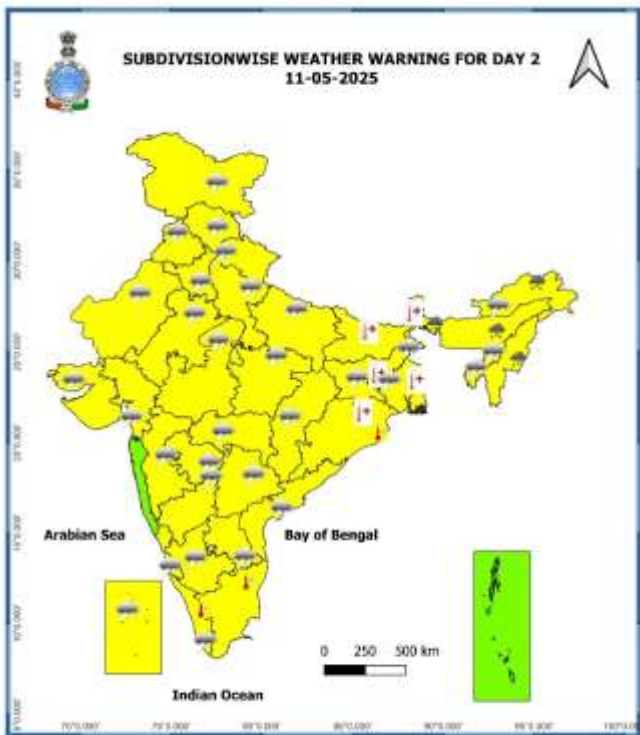 SUBDIVISIONWISE WEATHER WARNING FOR DAY 2
11-05-2025
Arabian Sea
Bay of Bengal
0 250 500 km
Indian Ocean